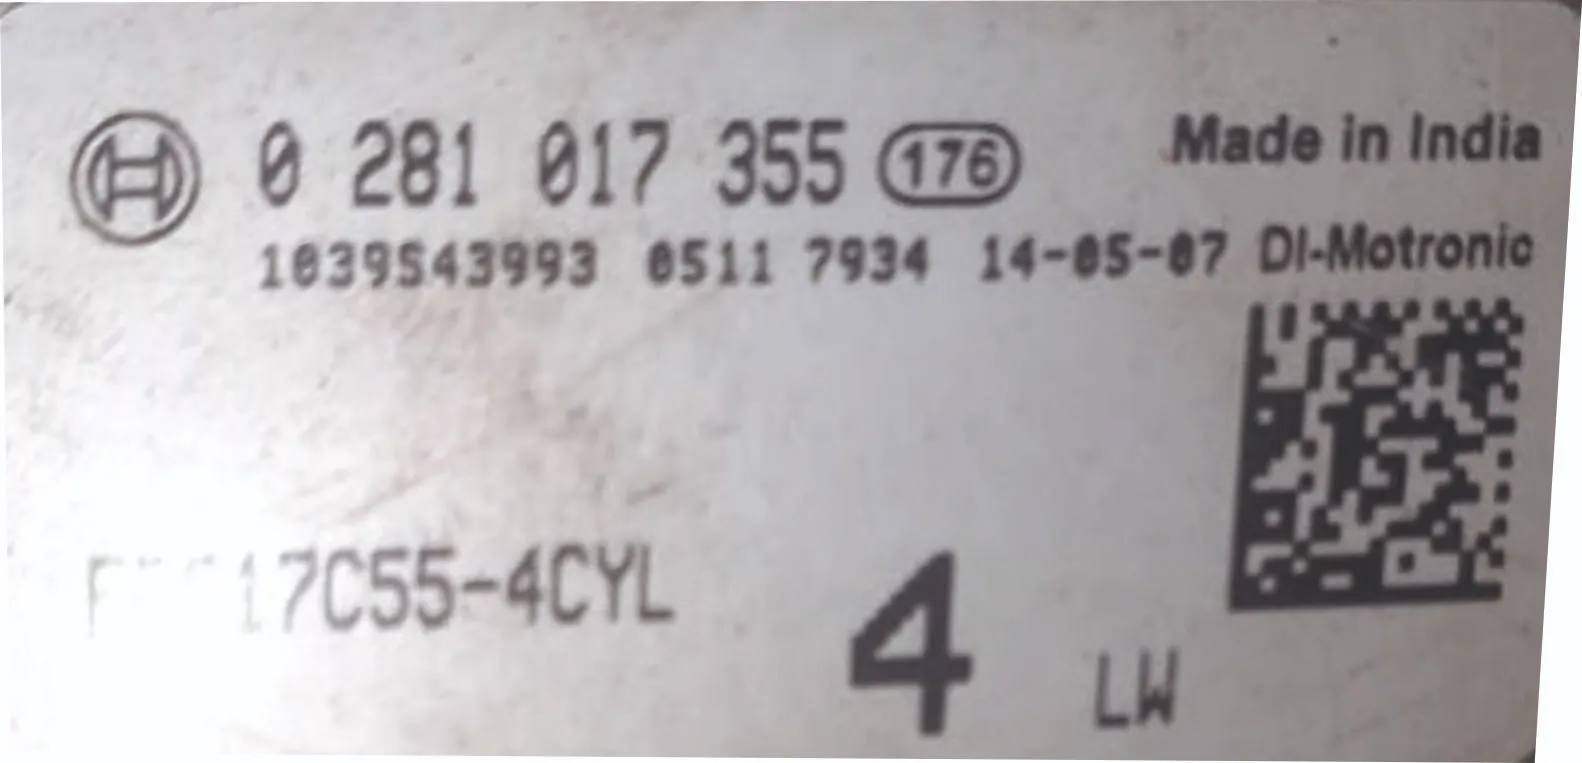 0 281 017 355 176 Made in India
1039S43993 0511 7934 14-05-07 DI-Motronic
17C55-4CYL
4
LW